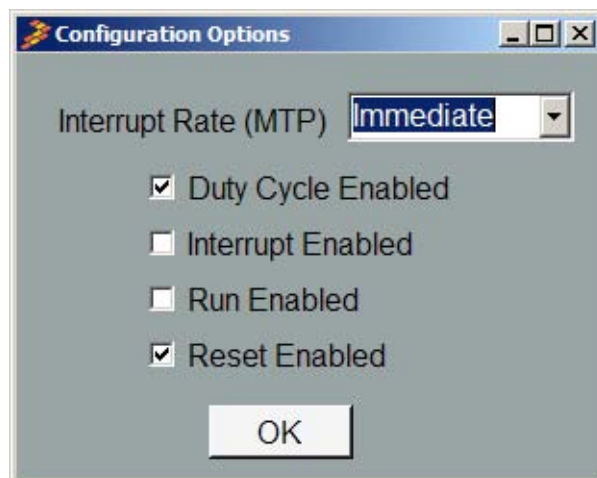 Configuration Options
Interrupt Rate (MTP) Immediate
Duty Cycle Enabled
Interrupt Enabled
Run Enabled
Reset Enabled
OK